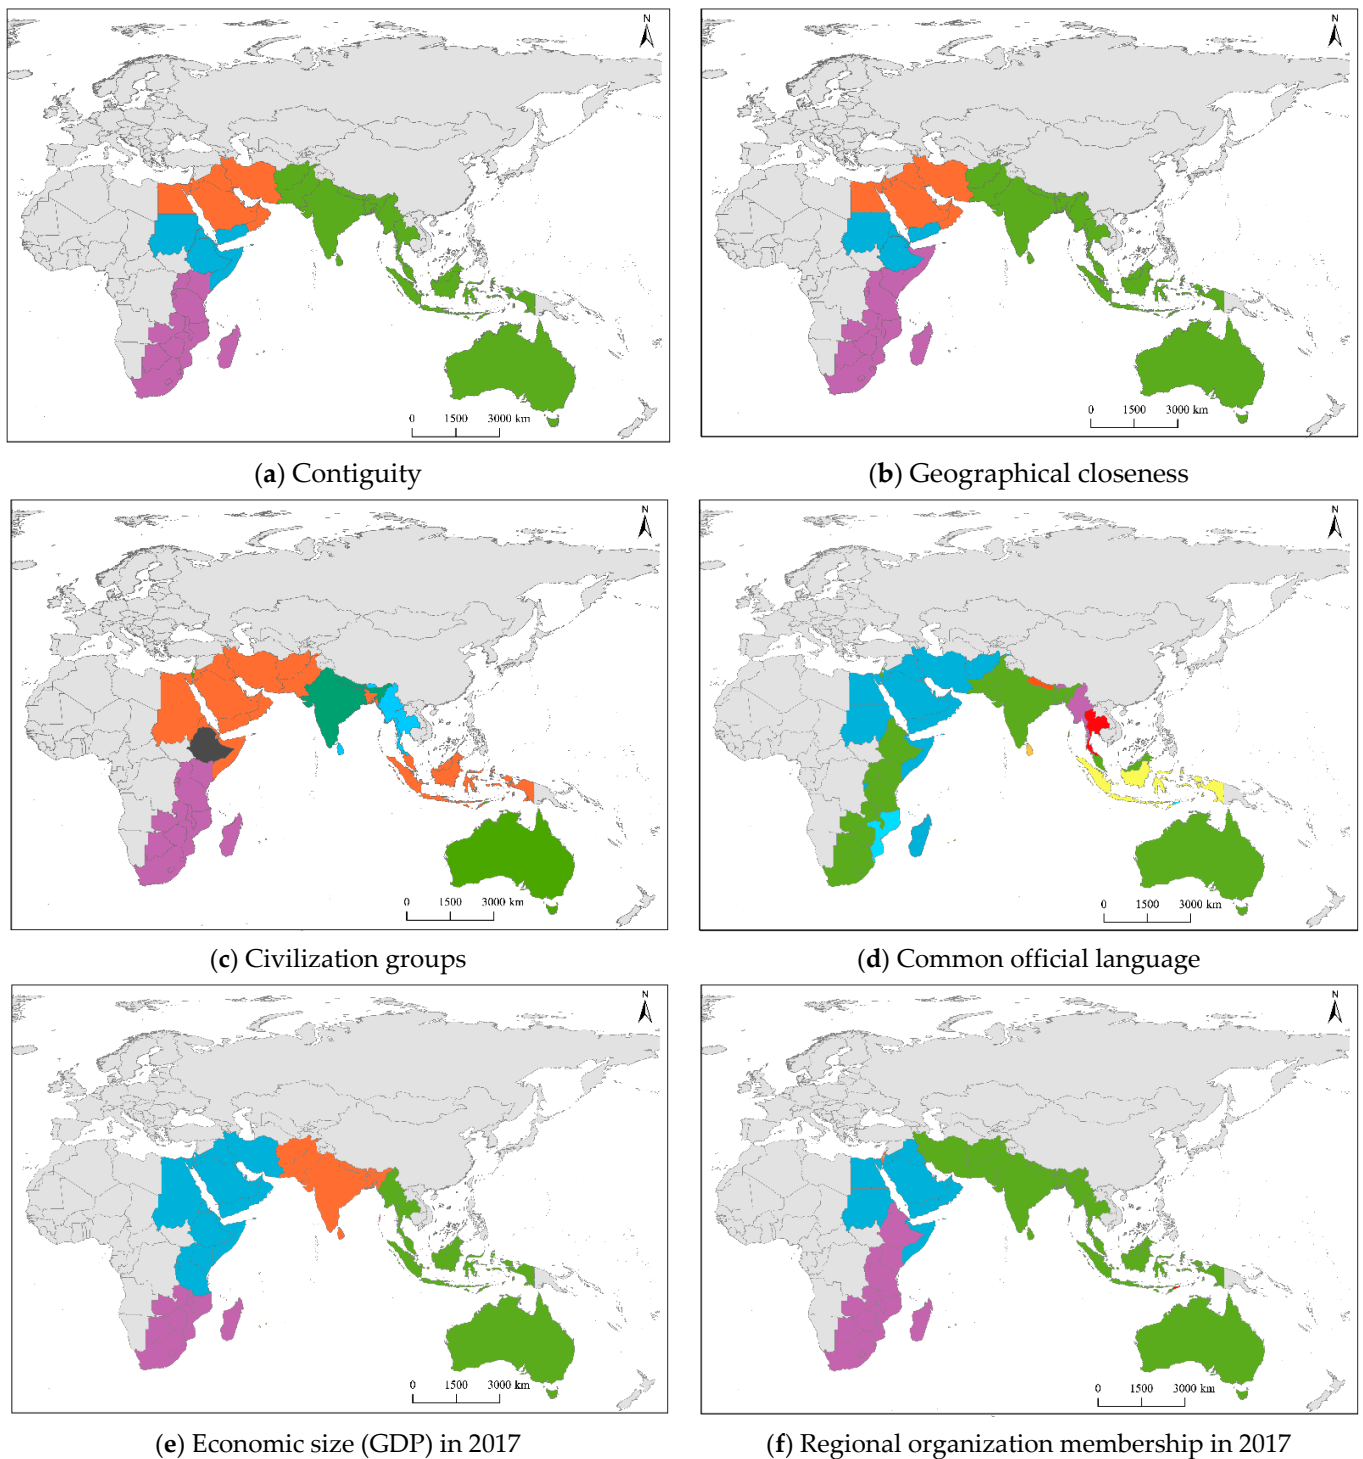 N
N
0 1500 3000 km
0 1500 3000 km
(a) Contiguity
(b) Geographical closeness
N
N
0 1500 3000 km
0 1500 3000 km
(c) Civilization groups
(d) Common official language
N
N
0 1500 3000 km
0 1500 3000 km
(e) Economic size (GDP) in 2017
(f) Regional organization membership in 2017